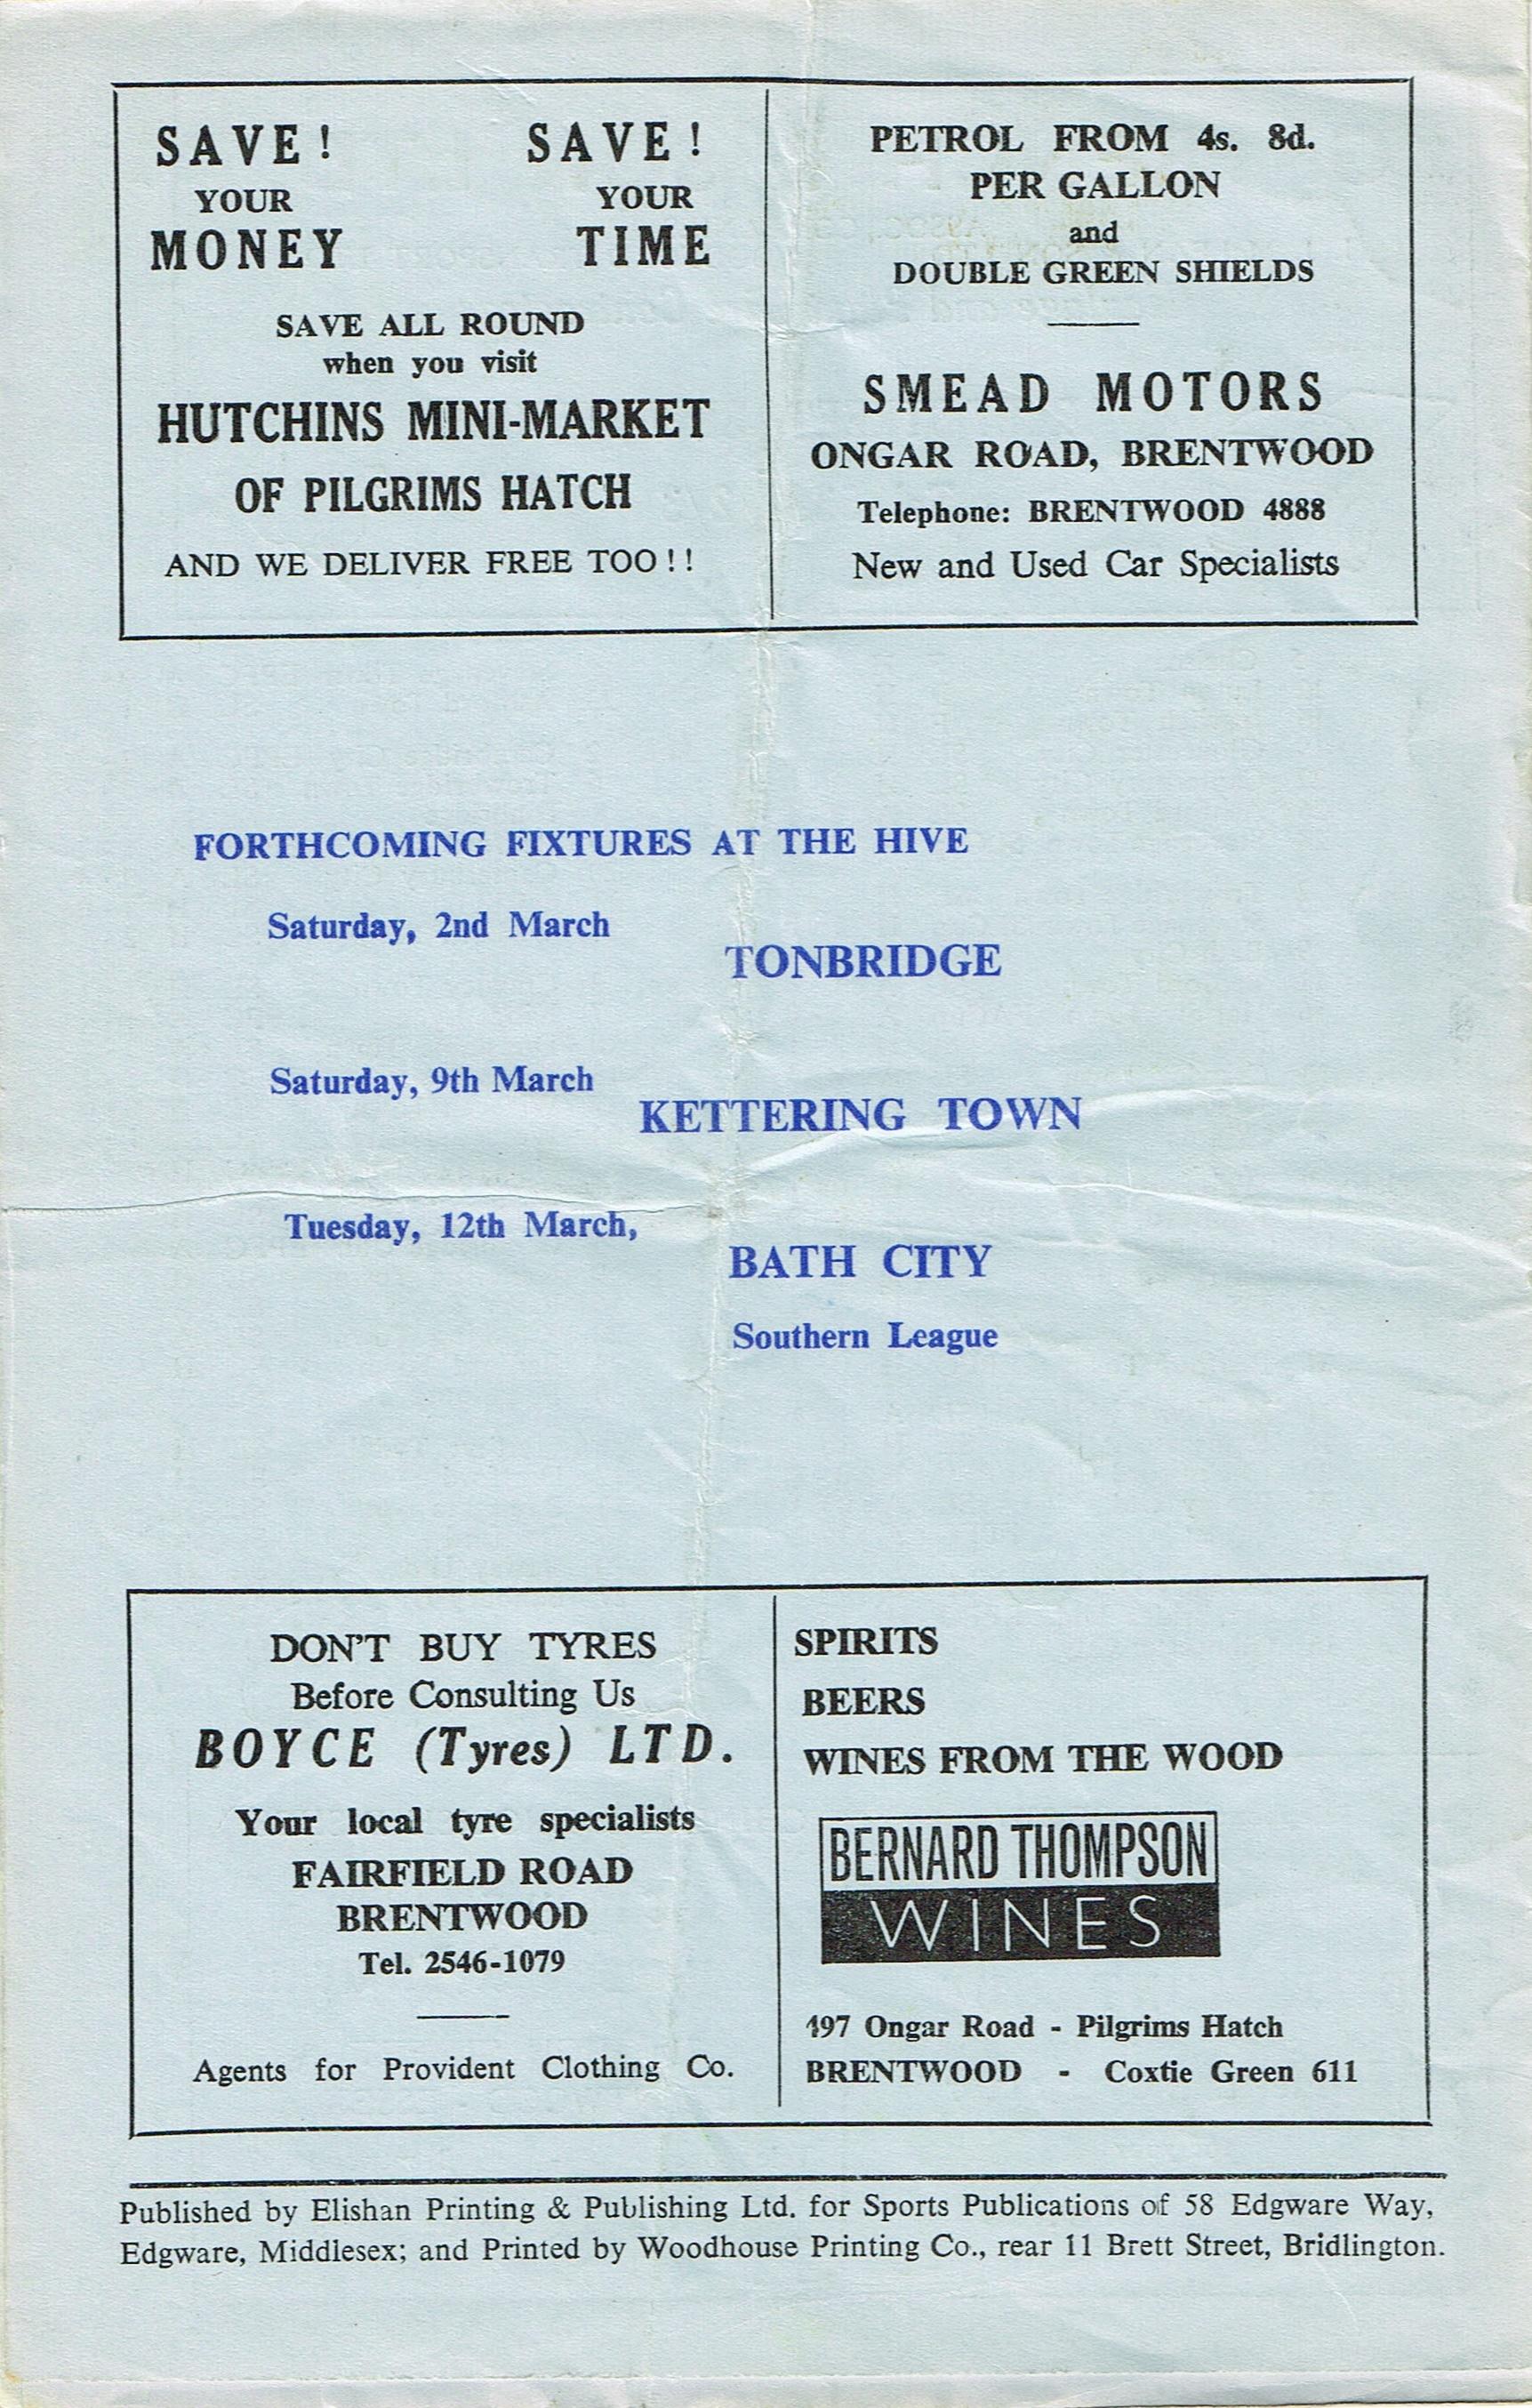 SAVE! SAVE!
YOUR YOUR
MONEY TIME
SAVE ALL ROUND
when you visit
HUTCHINS MINI-MARKET
OF PILGRIMS HATCH
AND WE DELIVER FREE TOO!!
PETROL FROM 4s. 8d.
PER GALLON
and
DOUBLE GREEN SHIELDS
SMEAD MOTORS
ONGAR ROAD, BRENTWOOD
Telephone: BRENTWOOD 4888
New and Used Car Specialists
FORTHCOMING FIXTURES AT THE HIVE
Saturday, 2nd March
TONBRIDGE
Saturday, 9th March
KETTERING TOWN
Tuesday, 12th March,
BATH CITY
Southern League
DON'T BUY TYRES
Before Consulting Us
BOYCE (Tyres) LTD.
Your local tyre specialists
FAIRFIELD ROAD
BRENTWOOD
Tel. 2546-1079
Agents for Provident Clothing Co.
SPIRITS
BEERS
WINES FROM THE WOOD
BERNARD THOMPSON
WINES
197 Ongar Road - Pilgrims Hatch
BRENTWOOD - Coxtie Green 611
Published by Elishan Printing & Publishing Ltd. for Sports Publications of 58 Edgware Way,
Edgware, Middlesex; and Printed by Woodhouse Printing Co., rear 11 Brett Street, Bridlington.